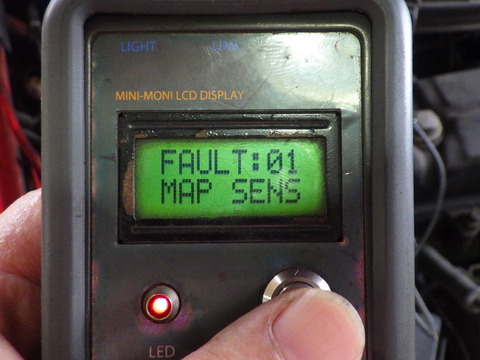 LIGHT LINK
MINI-MONI LCD DISPLAY
FAULT:01
MAP SENS
LED